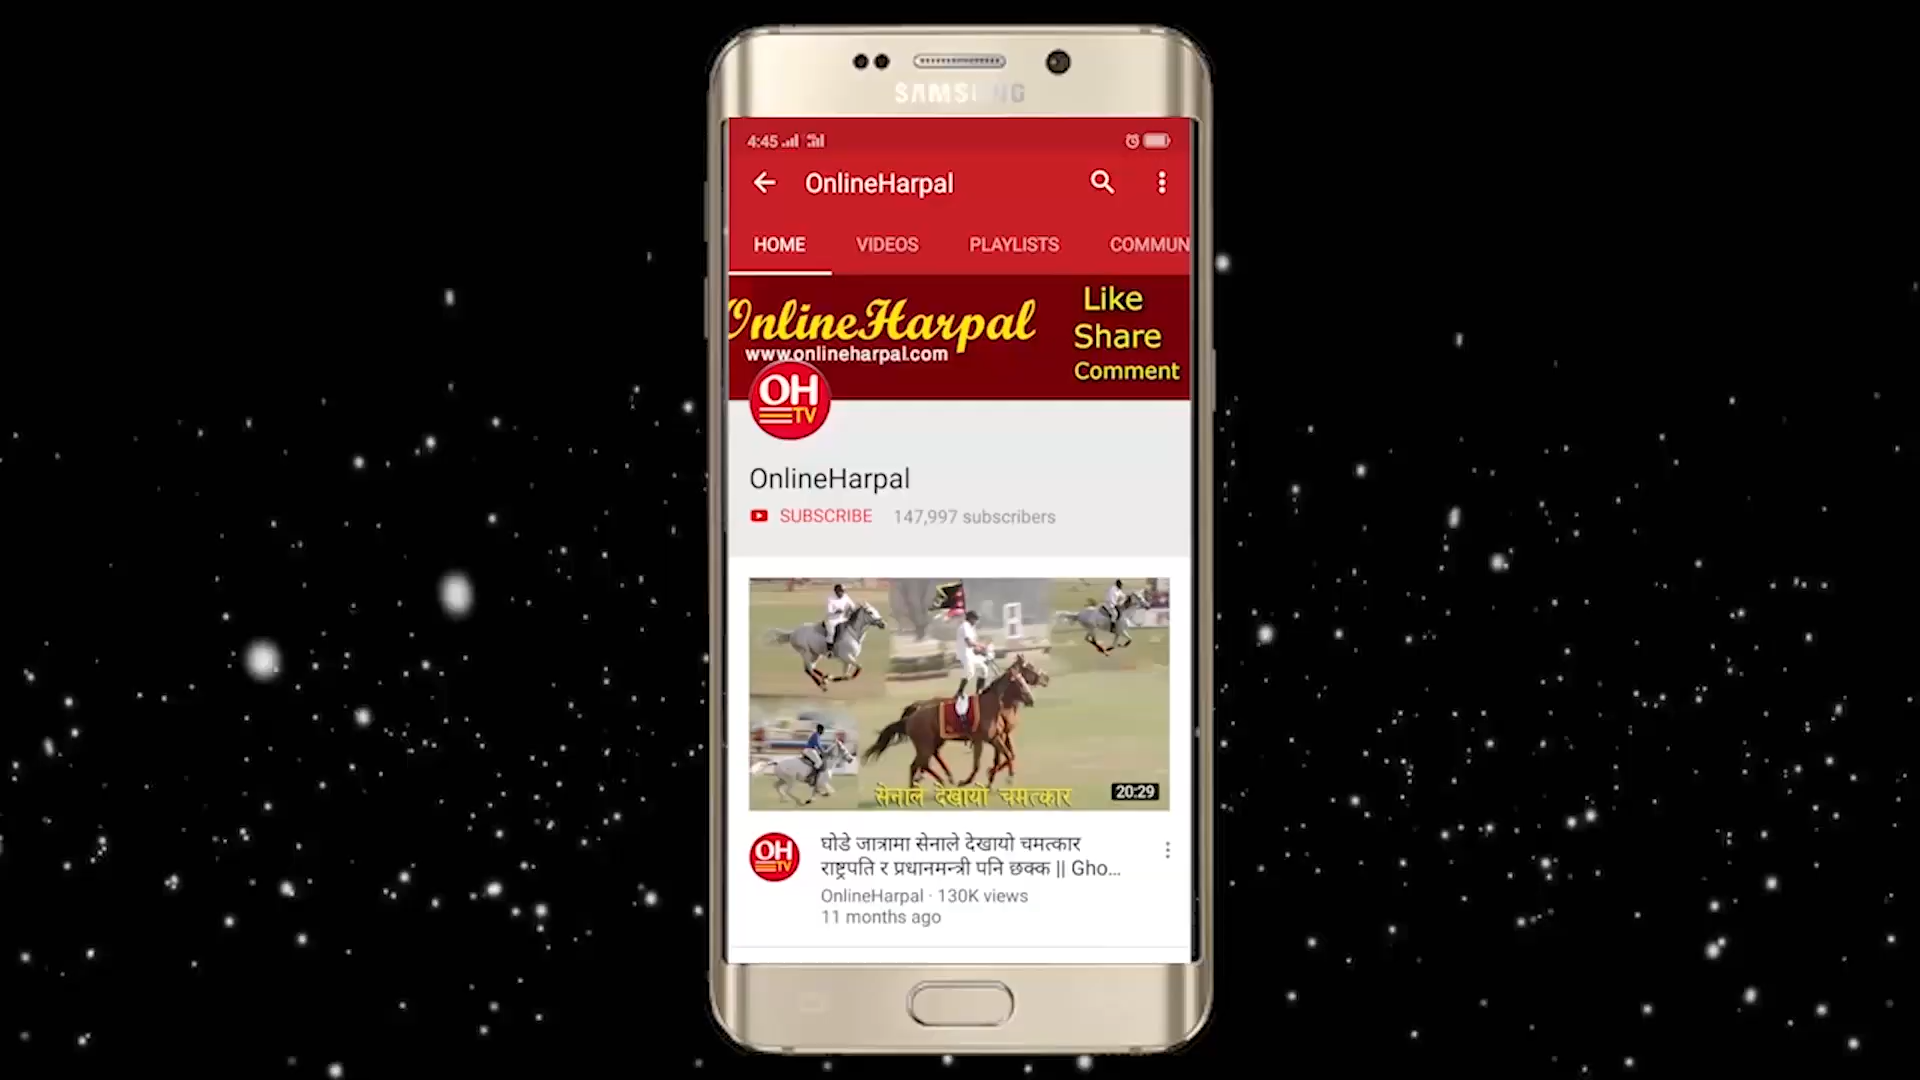 SAMSUNG
4:45
OnlineHarpal
HOME VIDEOS PLAYLISTS COMMUN
OnlineHarpal
www.onlineharpal.com
Like
Share
Comment
OH
TV
OnlineHarpal
SUBSCRIBE 147,997 subscribers
सेनाले देखायो चमत्कार
20:29
OH
TV
घोडे जात्रामा सेनाले देखायो चमत्कार
राष्ट्रपति र प्रधानमन्त्री पनि छक्क || Gho...
OnlineHarpal · 130K views
11 months ago